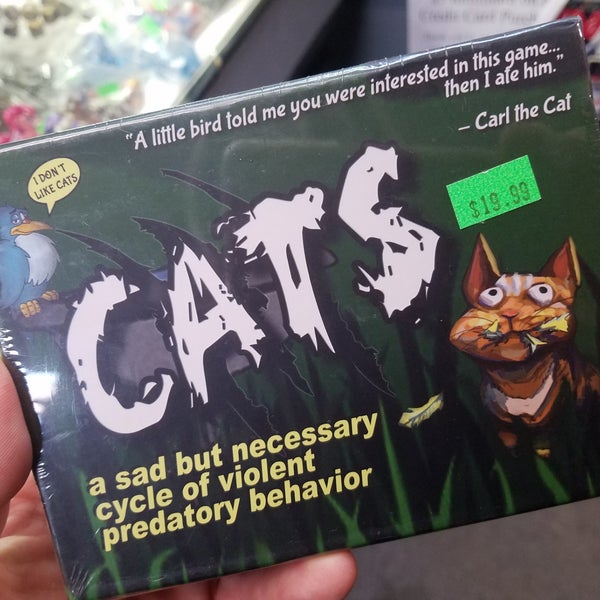 "A little bird told me you were interested in this game...
then I ate him."
– Carl the Cat
I DON'T
LIKE CATS
$19.99
CATS
a sad but necessary
cycle of violent
predatory behavior